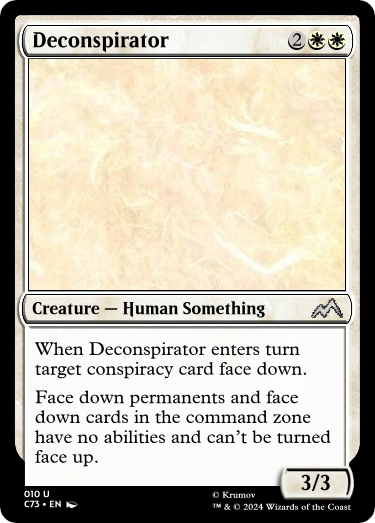 Deconspirator 2
Creature — Human Something
When Deconspirator enters turn
target conspiracy card face down.
Face down permanents and face
down cards in the command zone
have no abilities and can't be turned
face up.
3/3
010 U
C73 • EN
© Krumov
™ & © 2024 Wizards of the Coast